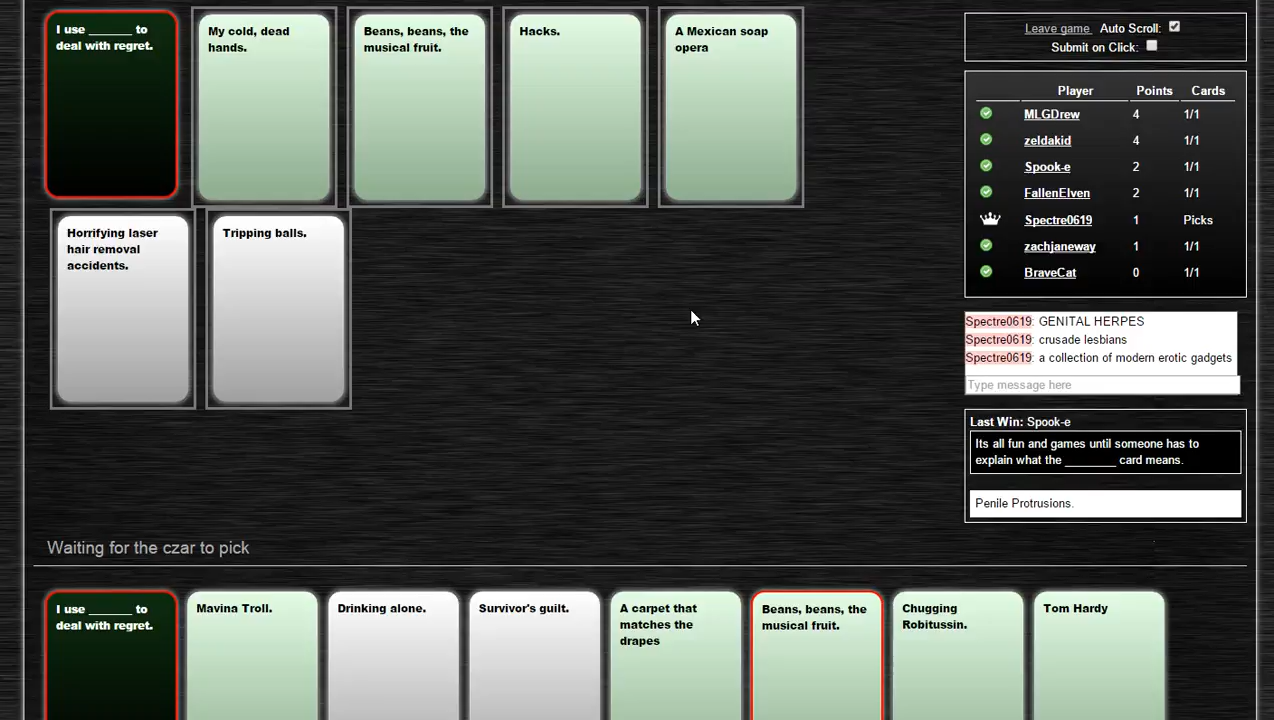 I use _______ to
deal with regret.
My cold, dead
hands.
Beans, beans, the
musical fruit.
Hacks.
A Mexican soap
opera
Horrifying laser
hair removal
accidents.
Tripping balls.
Leave game Auto Scroll:
Submit on Click:
Player Points Cards
MLGDrew 4 1/1
zeldakid 4 1/1
Spook-e 2 1/1
FallenElven 2 1/1
Spectre0619 1 Picks
zachjaneway 1 1/1
BraveCat 0 1/1
Spectre0619: GENITAL HERPES
Spectre0619: crusade lesbians
Spectre0619: a collection of modern erotic gadgets
Type message here
Last Win: Spook-e
Its all fun and games until someone has to
explain what the ________ card means.
Penile Protrusions.
Waiting for the czar to pick
I use _______ to
deal with regret.
Mavina Troll.
Drinking alone.
Survivor's guilt.
A carpet that
matches the
drapes
Beans, beans, the
musical fruit.
Chugging
Robitussin.
Tom Hardy